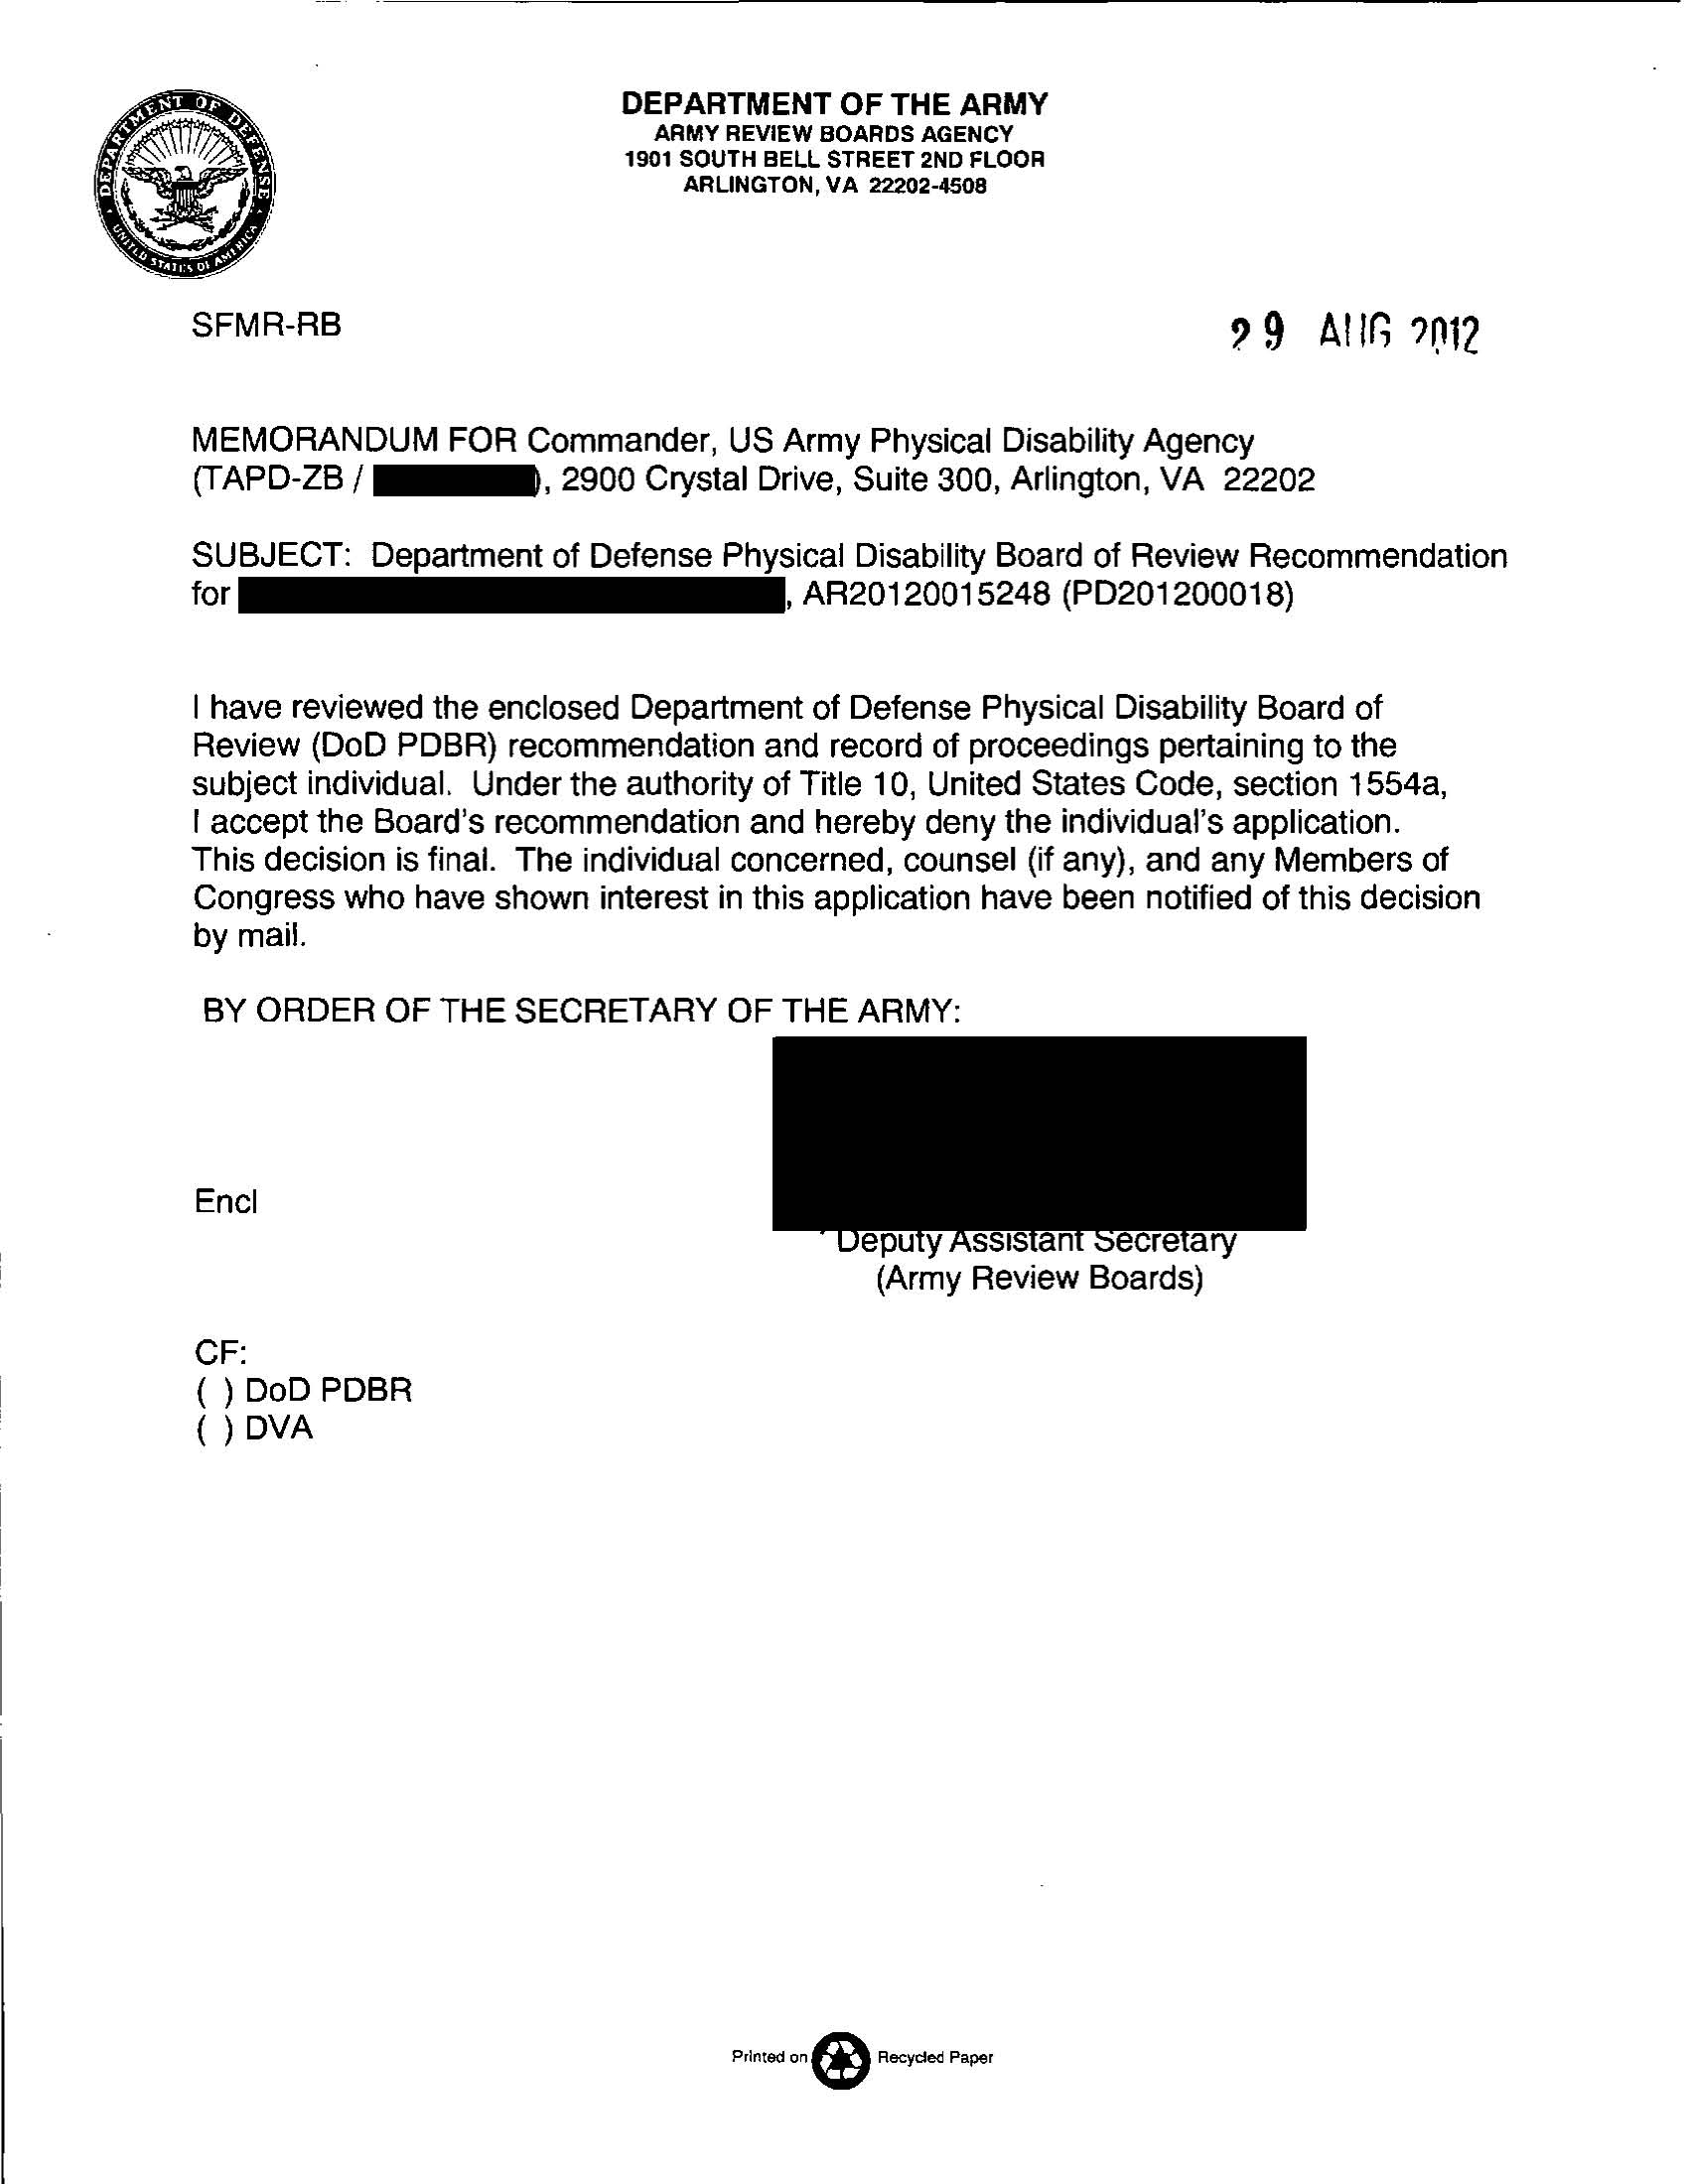 DEPARTMENT OF DEFENSE
UNITED STATES OF AMERICA
DEPARTMENT OF THE ARMY
ARMY REVIEW BOARDS AGENCY
1901 SOUTH BELL STREET 2ND FLOOR
ARLINGTON, VA 22202-4508
SFMR-RB
29 AUG 2012
MEMORANDUM FOR Commander, US Army Physical Disability Agency
(TAPD-ZB / ), 2900 Crystal Drive, Suite 300, Arlington, VA 22202
SUBJECT: Department of Defense Physical Disability Board of Review Recommendation
for , AR20120015248 (PD201200018)
I have reviewed the enclosed Department of Defense Physical Disability Board of
Review (DoD PDBR) recommendation and record of proceedings pertaining to the
subject individual. Under the authority of Title 10, United States Code, section 1554a,
I accept the Board's recommendation and hereby deny the individual's application.
This decision is final. The individual concerned, counsel (if any), and any Members of
Congress who have shown interest in this application have been notified of this decision
by mail.
BY ORDER OF THE SECRETARY OF THE ARMY:
Encl
Deputy Assistant Secretary
(Army Review Boards)
CF:
( ) DoD PDBR
( ) DVA
Printed on Recycled Paper